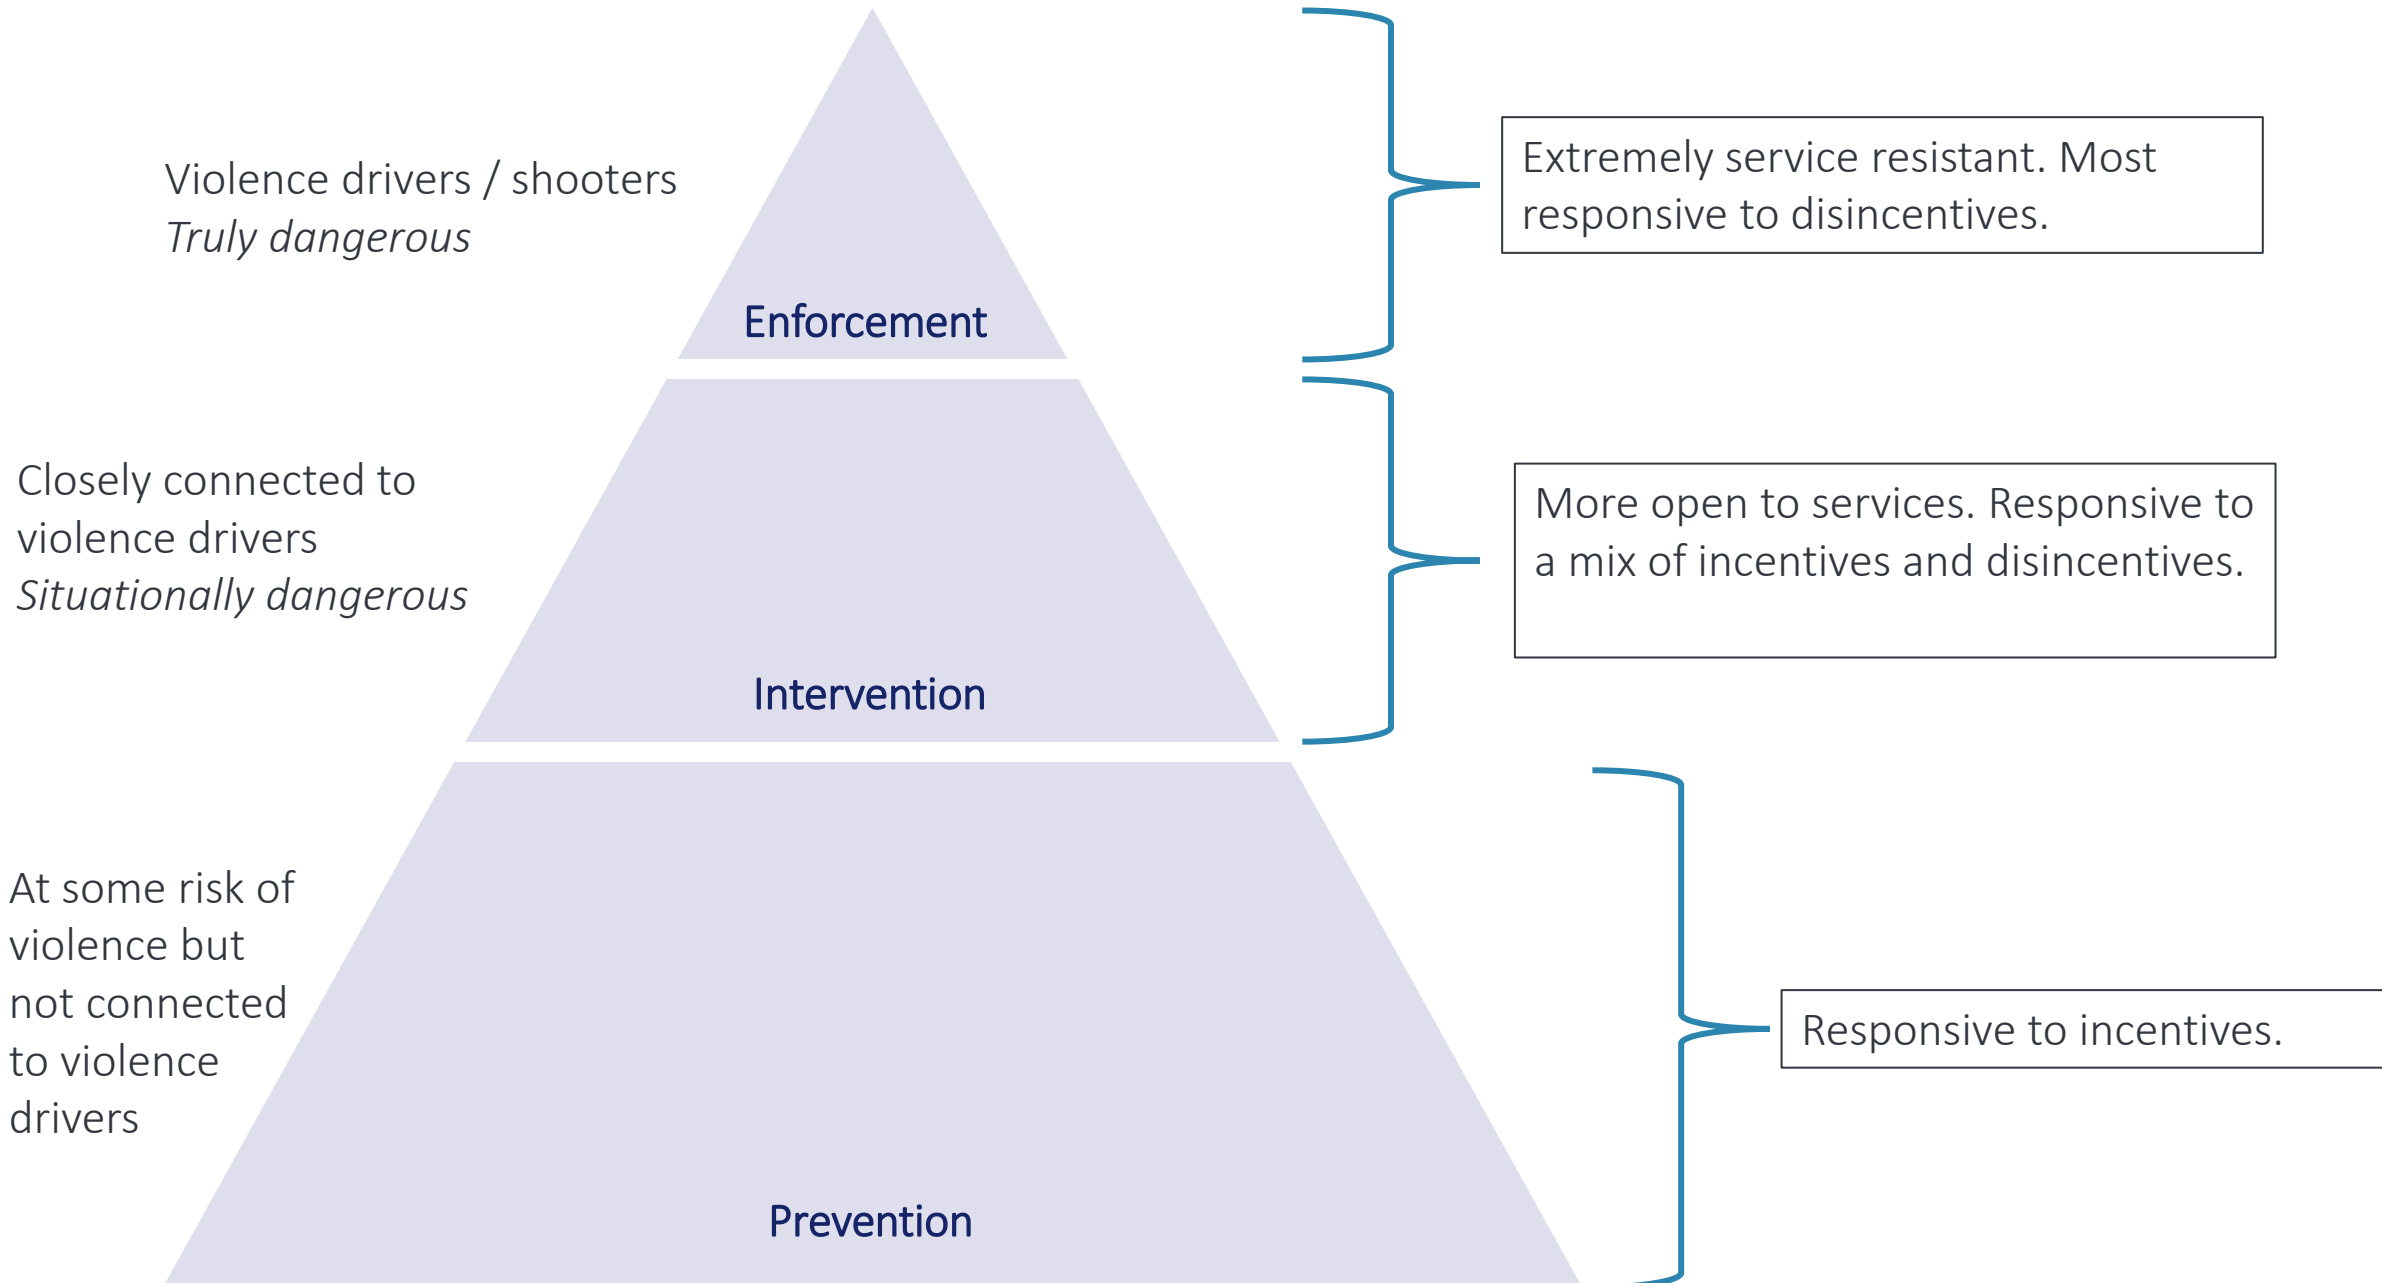 Violence drivers / shooters
Truly dangerous
Enforcement
Extremely service resistant. Most
responsive to disincentives.
Closely connected to
violence drivers
Situationally dangerous
Intervention
More open to services. Responsive to
a mix of incentives and disincentives.
At some risk of
violence but
not connected
to violence
drivers
Prevention
Responsive to incentives.